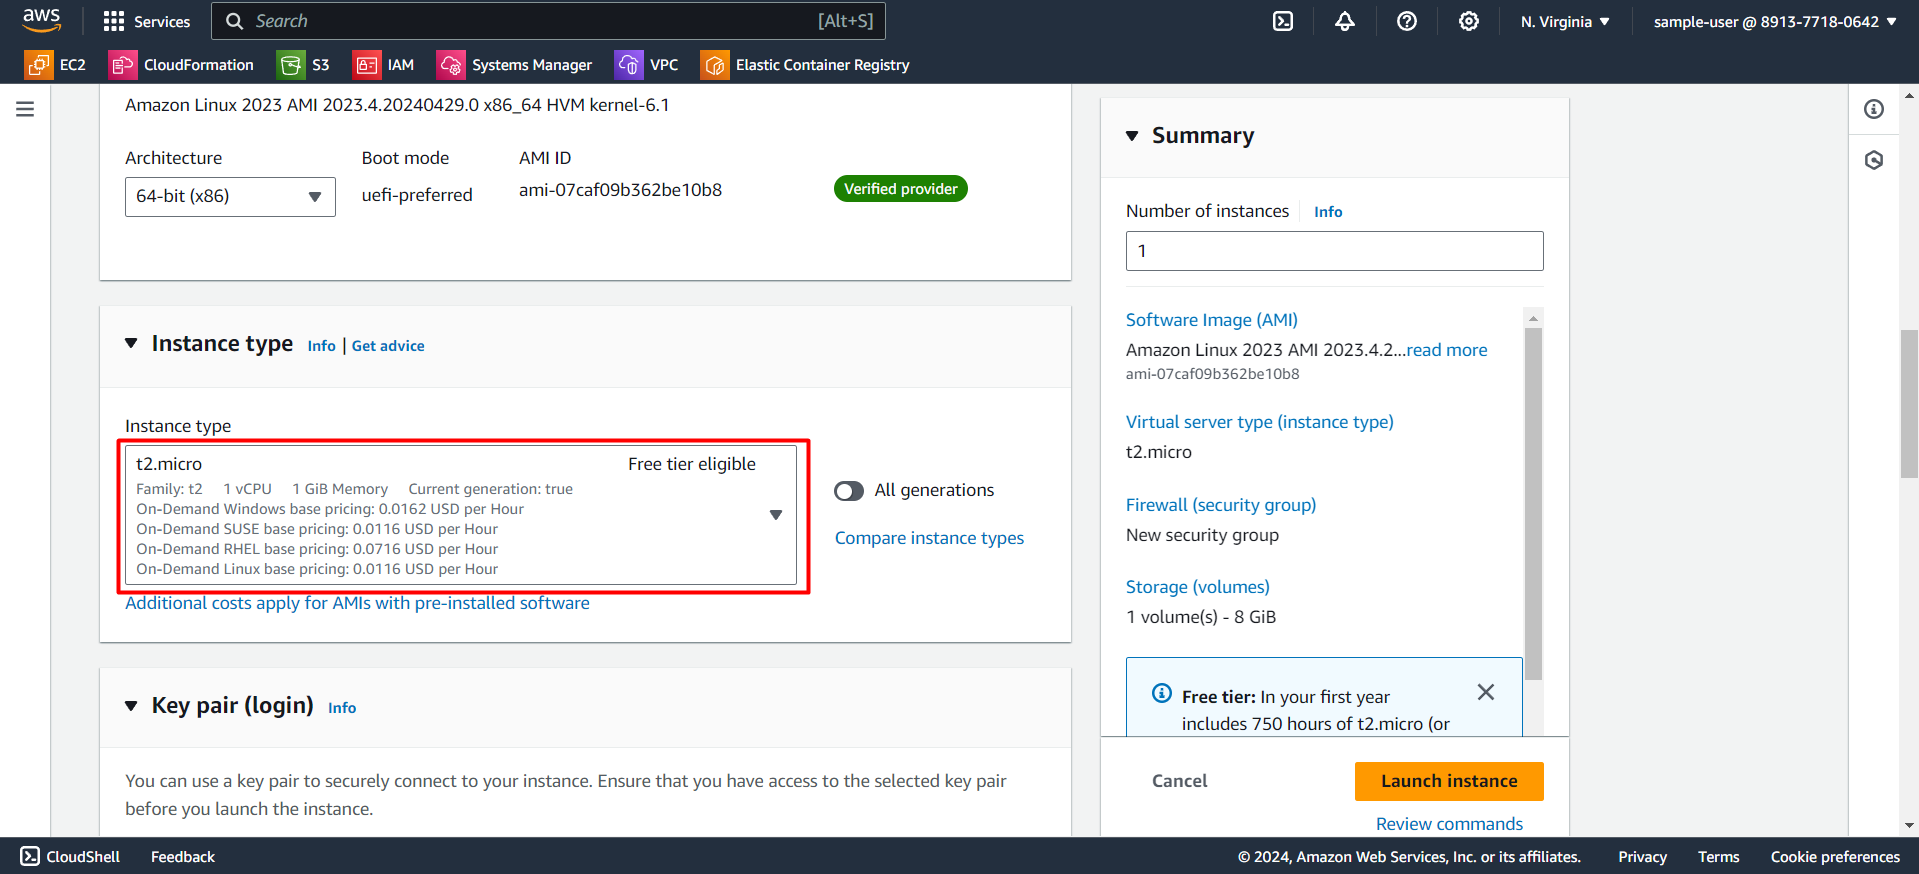 aws
Services
Search
[Alt+S]
N. Virginia
sample-user @ 8913-7718-0642
EC2
CloudFormation
S3
IAM
Systems Manager
VPC
Elastic Container Registry
Amazon Linux 2023 AMI 2023.4.20240429.0 x86_64 HVM kernel-6.1
Architecture
Boot mode
AMI ID
64-bit (x86)
uefi-preferred
ami-07caf09b362be10b8
Verified provider
Instance type
Info | Get advice
Instance type
t2.micro
Free tier eligible
Family: t2 1 vCPU 1 GiB Memory Current generation: true
On-Demand Windows base pricing: 0.0162 USD per Hour
On-Demand SUSE base pricing: 0.0116 USD per Hour
On-Demand RHEL base pricing: 0.0716 USD per Hour
On-Demand Linux base pricing: 0.0116 USD per Hour
All generations
Compare instance types
Additional costs apply for AMIs with pre-installed software
Key pair (login)
Info
You can use a key pair to securely connect to your instance. Ensure that you have access to the selected key pair
before you launch the instance.
Summary
Number of instances
Info
1
Software Image (AMI)
Amazon Linux 2023 AMI 2023.4.2...read more
ami-07caf09b362be10b8
Virtual server type (instance type)
t2.micro
Firewall (security group)
New security group
Storage (volumes)
1 volume(s) - 8 GiB
Free tier: In your first year
includes 750 hours of t2.micro (or
Cancel
Launch instance
Review commands
CloudShell
Feedback
© 2024, Amazon Web Services, Inc. or its affiliates.
Privacy
Terms
Cookie preferences